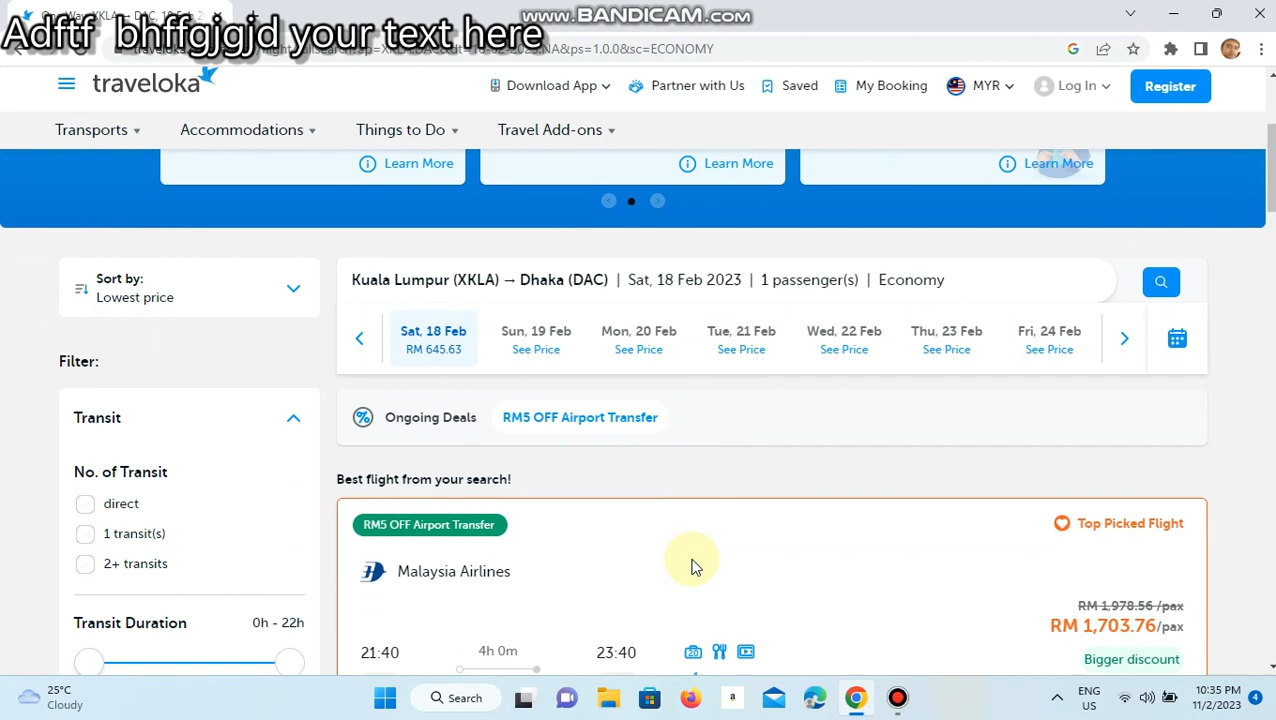 www.BANDICAM.com
Adftf bhffgjgjd your text here
traveloka
Download App
Partner with Us
Saved
My Booking
MYR
Log In
Register
Transports
Accommodations
Things to Do
Travel Add-ons
Learn More
Learn More
Learn More
Sort by:
Lowest price
Kuala Lumpur (XKLA) → Dhaka (DAC) | Sat, 18 Feb 2023 | 1 passenger(s) | Economy
Sat, 18 Feb
RM 645.63
Sun, 19 Feb
See Price
Mon, 20 Feb
See Price
Tue, 21 Feb
See Price
Wed, 22 Feb
See Price
Thu, 23 Feb
See Price
Fri, 24 Feb
See Price
Filter:
Transit
No. of Transit
direct
1 transit(s)
2+ transits
Transit Duration
0h - 22h
Ongoing Deals
RM5 OFF Airport Transfer
Best flight from your search!
RM5 OFF Airport Transfer
Top Picked Flight
Malaysia Airlines
RM 1,978.56 /pax
RM 1,703.76/pax
21:40
4h 0m
23:40
20
Bigger discount
25°C
Cloudy
Search
ENG
US
10:35 PM
11/2/2023
4